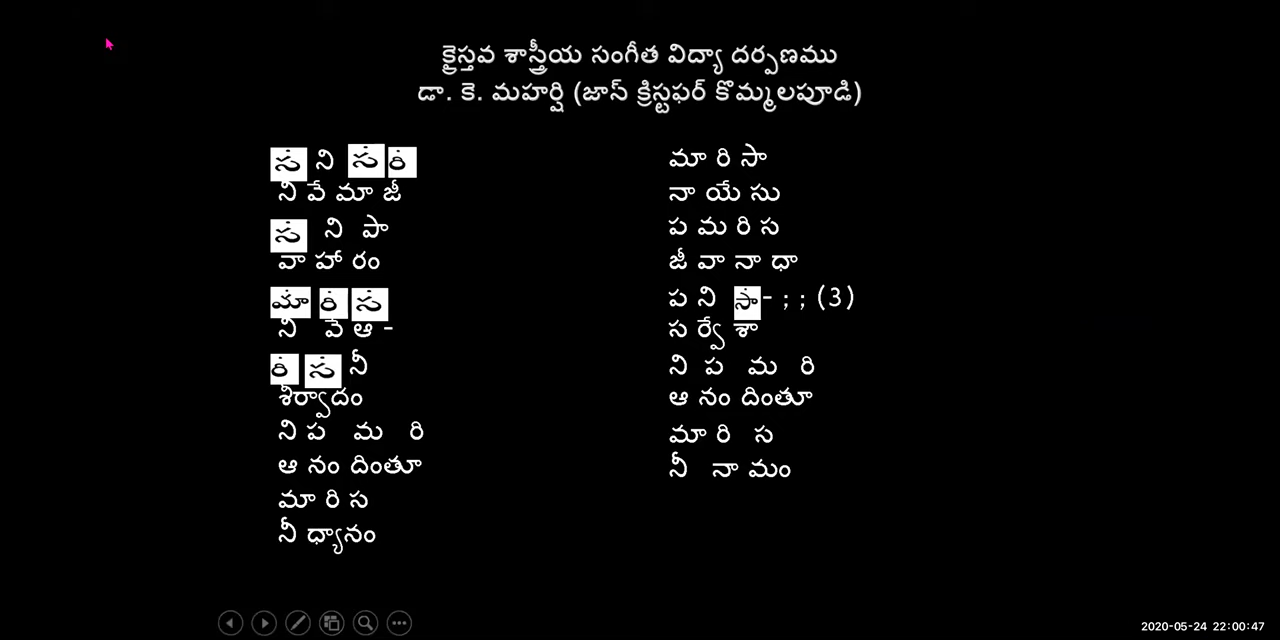 క్రైస్తవ శాస్త్రీయ సంగీత విద్యా దర్పణము
డా. కె. మహర్షి (జాస్ క్రిస్టఫర్ కొమ్మలపూడి)
స̇ ని స̇ రి̇
ని వే మా జీ
స̇ ని పా
వా హా రం
మా̇ రి̇ స̇
ని వే ఆ -
రి̇ స̇ నీ
శీర్వాదం
ని ప మ రి
ఆ నం దింతూ
మా రి స
నీ ధ్యానం
మా రి సా
నా యే సు
ప మ రి స
జీ వా నా ధా
ప ని సా̇- ; ; (3)
స ర్వే శా
ని ప మ రి
ఆ నం దింతూ
మా రి స
నీ నా మం
2020-05-24 22:00:47